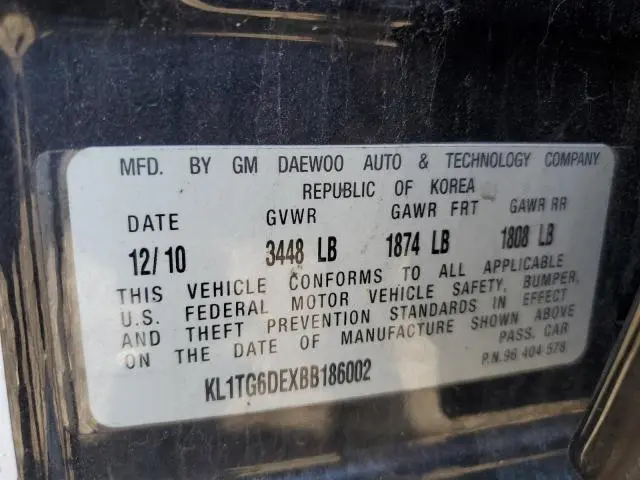 MFD. BY GM DAEWOO AUTO & TECHNOLOGY COMPANY
REPUBLIC OF KOREA
DATE GVWR GAWR FRT GAWR RR
12/10 3448 LB 1874 LB 1808 LB
THIS VEHICLE CONFORMS TO ALL APPLICABLE
U.S. FEDERAL MOTOR VEHICLE SAFETY, BUMPER,
AND THEFT PREVENTION STANDARDS IN EFFECT
ON THE DATE OF MANUFACTURE SHOWN ABOVE
PASS. CAR
KL1TG6DEXBB186002 P.N.96 404 578